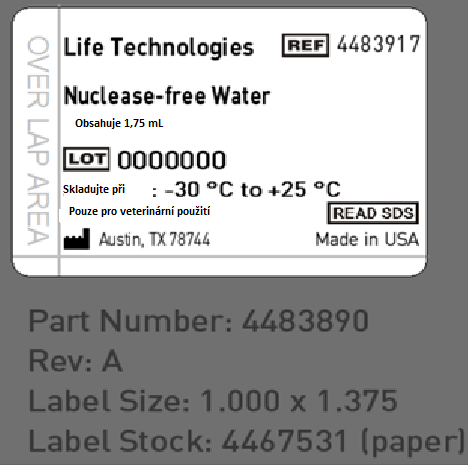 OVER LAP AREA
Life Technologies REF 4483917
Nuclease-free Water
Obsahuje 1,75 mL
LOT 0000000
Skladujte při : -30 °C to +25 °C
Pouze pro veterinární použití
READ SDS
Austin, TX 78744 Made in USA
Part Number: 4483890
Rev: A
Label Size: 1.000 x 1.375
Label Stock: 4467531 (paper)